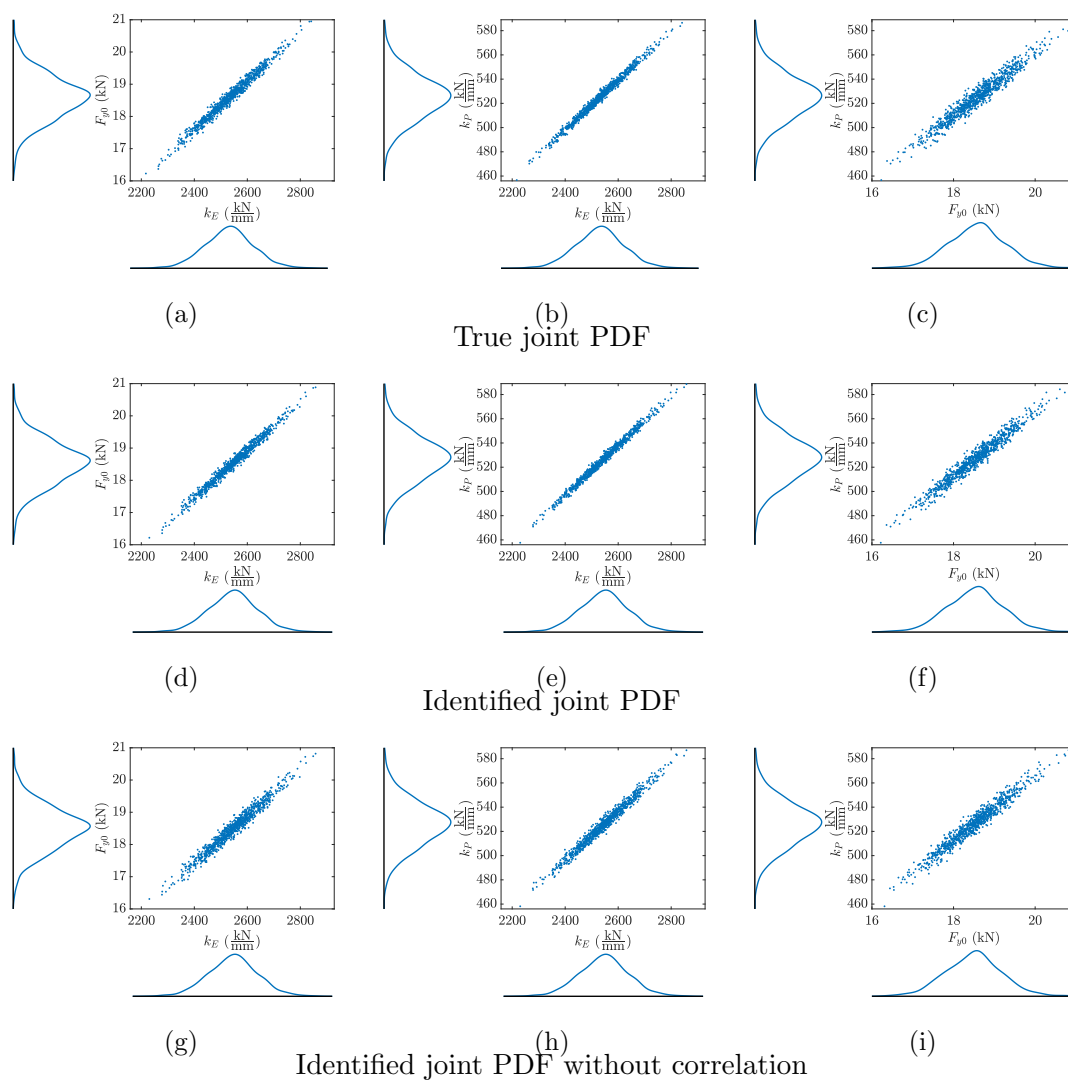 21
20
19
18
17
16
F_{y0} (kN)
2200 2400 2600 2800
k_E (kN/mm)
580
560
540
520
500
480
460
k_P (kN/mm)
2200 2400 2600 2800
k_E (kN/mm)
580
560
540
520
500
480
460
k_P (kN/mm)
16 18 20
F_{y0} (kN)
(a) (b) (c)
True joint PDF
21
20
19
18
17
16
F_{y0} (kN)
2200 2400 2600 2800
k_E (kN/mm)
580
560
540
520
500
480
460
k_P (kN/mm)
2200 2400 2600 2800
k_E (kN/mm)
580
560
540
520
500
480
460
k_P (kN/mm)
16 18 20
F_{y0} (kN)
(d) (e) (f)
Identified joint PDF
21
20
19
18
17
16
F_{y0} (kN)
2200 2400 2600 2800
k_E (kN/mm)
580
560
540
520
500
480
460
k_P (kN/mm)
2200 2400 2600 2800
k_E (kN/mm)
580
560
540
520
500
480
460
k_P (kN/mm)
16 18 20
F_{y0} (kN)
(g) (h) (i)
Identified joint PDF without correlation